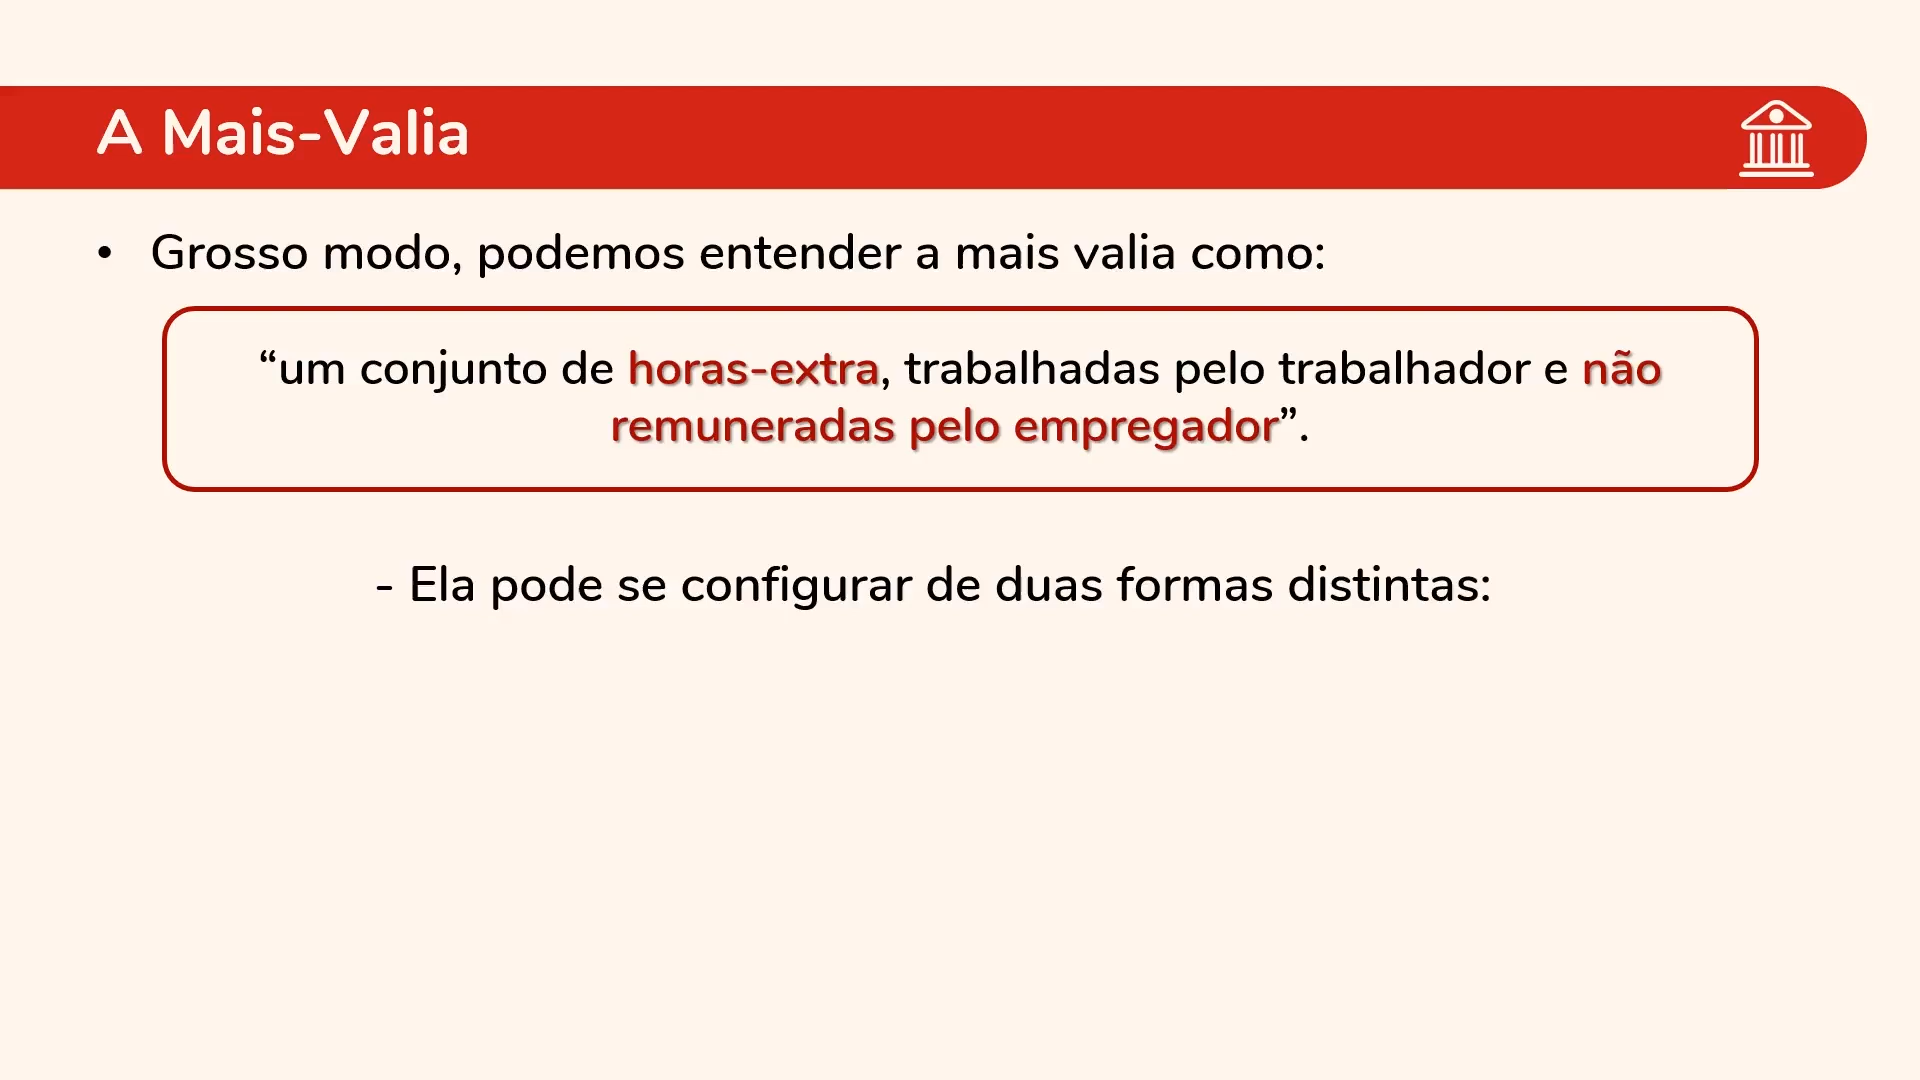 A Mais-Valia
• Grosso modo, podemos entender a mais valia como:
“um conjunto de horas-extra, trabalhadas pelo trabalhador e não
remuneradas pelo empregador”.
- Ela pode se configurar de duas formas distintas: